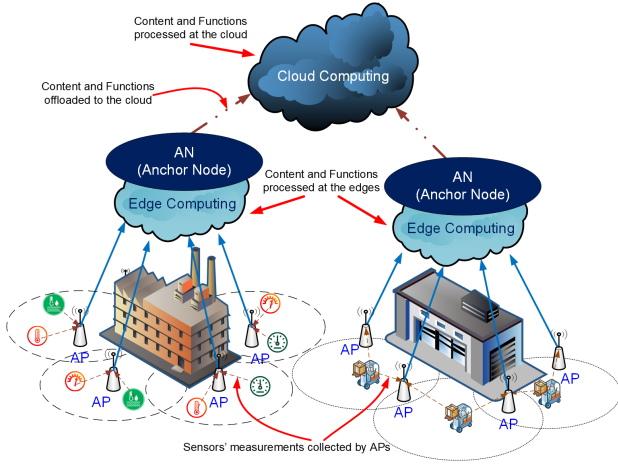 Content and Functions
processed at the cloud
Cloud Computing
Content and Functions
offloaded to the cloud
AN
(Anchor Node)
Edge Computing
Content and Functions
processed at the edges
AN
(Anchor Node)
Edge Computing
AP
AP
AP
AP
AP
AP
AP
AP
Sensors' measurements collected by APs